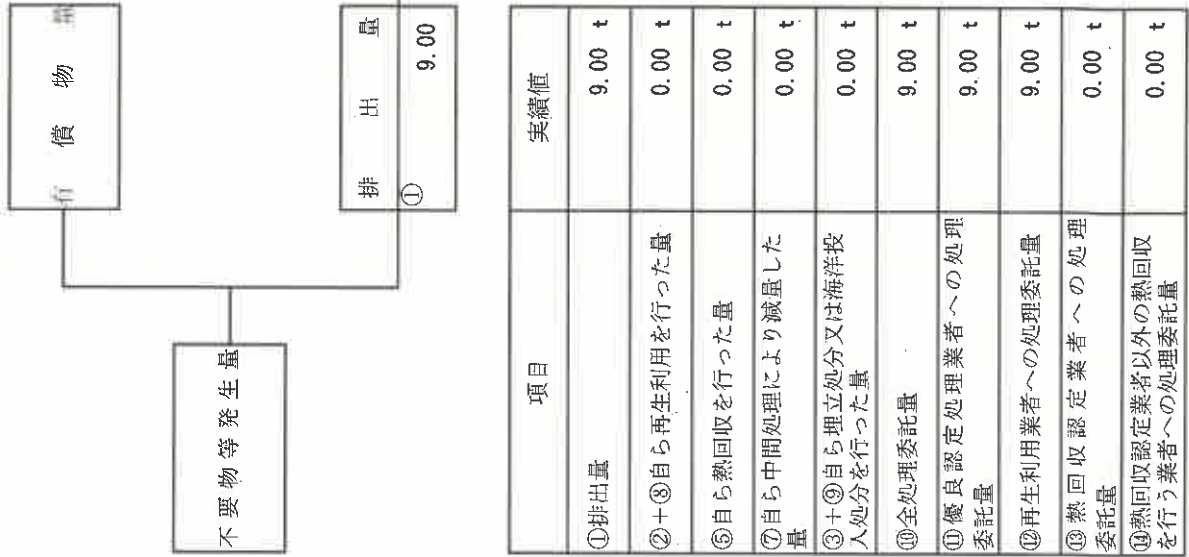 不要物等発生量
有償物量
排出量
① 9.00
項目 実績値
①排出量 9.00 t
②+⑧自ら再生利用を行った量 0.00 t
⑤自ら熱回収を行った量 0.00 t
⑦自ら中間処理により減量した
量 0.00 t
③+⑨自ら埋立処分又は海洋投
入処分を行った量 0.00 t
⑩全処理委託量 9.00 t
⑪優良認定処理業者への処理
委託量 9.00 t
⑫再生利用業者への処理委託量 9.00 t
⑬熱回収認定業者への処理
委託量 0.00 t
⑭熱回収認定業者以外の熱回収
を行う業者への処理委託量 0.00 t